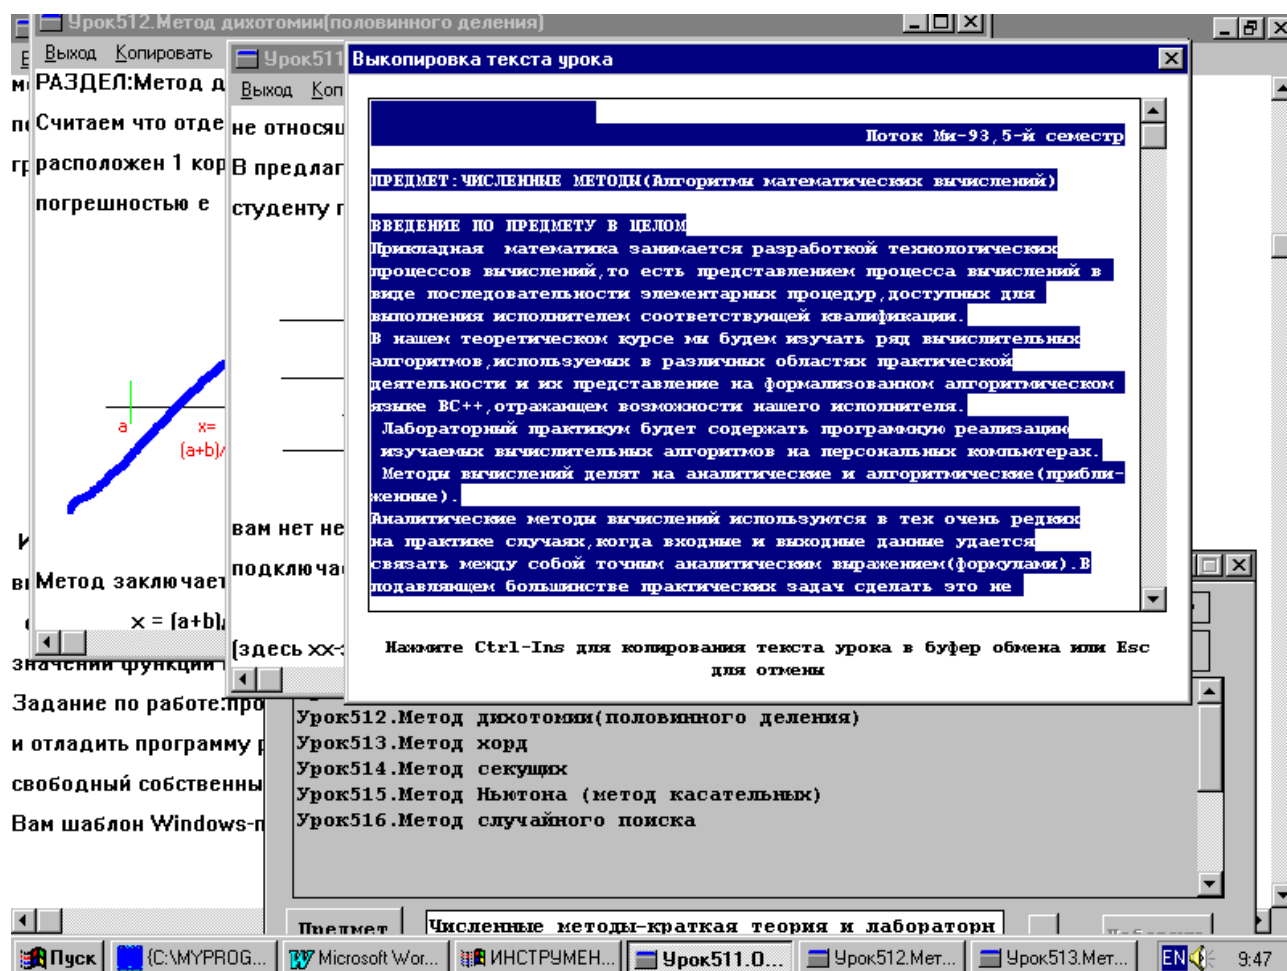 Урок512.Метод дихотомии(половинного деления)
Выход Копировать
РАЗДЕЛ:Метод д
Считаем что отде
расположен 1 кор
погрешностью е
a
x=
(a+b)/
Метод заключает
x = (a+b)/
Урок511
Выход Коп
не относящ
В предлаг
студенту п
вам нет не
подключа
(здесь xx-з
Выкопировка текста урока
Поток Ми-93,5-й семестр
ПРЕДМЕТ:ЧИСЛЕННЫЕ МЕТОДЫ(Алгоритмы математических вычислений)
ВВЕДЕНИЕ ПО ПРЕДМЕТУ В ЦЕЛОМ
Прикладная математика занимается разработкой технологических
процессов вычислений,то есть представлением процесса вычислений в
виде последовательности элементарных процедур,доступных для
выполнения исполнителем соответствующей квалификации.
В нашем теоретическом курсе мы будем изучать ряд вычислительных
алгоритмов,используемых в различных областях практической
деятельности и их представление на формализованном алгоритмическом
языке BC++,отражающем возможности нашего исполнителя.
Лабораторный практикум будет содержать программную реализацию
изучаемых вычислительных алгоритмов на персональных компьютерах.
Методы вычислений делят на аналитические и алгоритмические(прибли-
женные).
Аналитические методы вычислений используются в тех очень редких
на практике случаях,когда входные и выходные данные удается
связать между собой точным аналитическим выражением(формулами).В
подавляющем большинстве практических задач сделать это не
Нажмите Ctrl-Ins для копирования текста урока в буфер обмена или Esc
для отмены
значений функции
Задание по работе:про
и отладить программу р
свободный собственны
Вам шаблон Windows-п
Урок512.Метод дихотомии(половинного деления)
Урок513.Метод хорд
Урок514.Метод секущих
Урок515.Метод Ньютона (метод касательных)
Урок516.Метод случайного поиска
Предмет
Численные методы-краткая теория и лабораторн
Пуск
(C:\MYPROG...
Microsoft Wor...
ИНСТРУМЕН...
Урок511.О...
Урок512.Мет...
Урок513.Мет...
EN
9:47